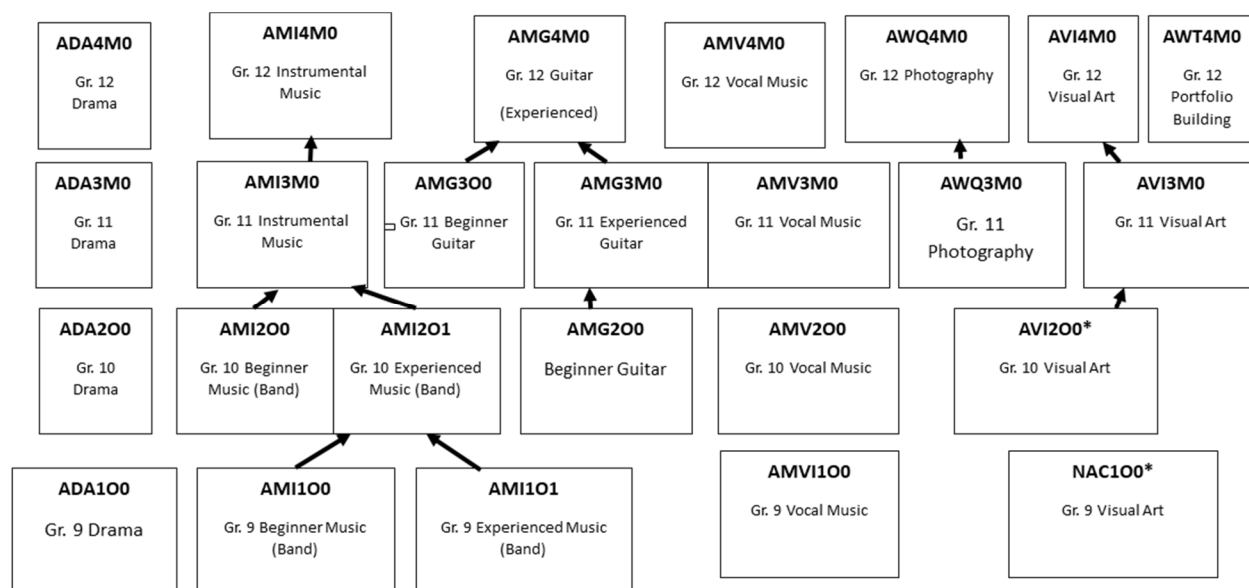 ADA4M0
Gr. 12
Drama
AMI4M0
Gr. 12 Instrumental
Music
AMG4M0
Gr. 12 Guitar
(Experienced)
AMV4M0
Gr. 12 Vocal Music
AWQ4M0
Gr. 12 Photography
AVI4M0
Gr. 12
Visual Art
AWT4M0
Gr. 12
Portfolio
Building
ADA3M0
Gr. 11
Drama
AMI3M0
Gr. 11 Instrumental
Music
AMG3O0
Gr. 11 Beginner
Guitar
AMG3M0
Gr. 11 Experienced
Guitar
AMV3M0
Gr. 11 Vocal Music
AWQ3M0
Gr. 11
Photography
AVI3M0
Gr. 11 Visual Art
ADA2O0
Gr. 10
Drama
AMI2O0
Gr. 10 Beginner
Music (Band)
AMI2O1
Gr. 10 Experienced
Music (Band)
AMG2O0
Beginner Guitar
AMV2O0
Gr. 10 Vocal Music
AVI2O0*
Gr. 10 Visual Art
ADA1O0
Gr. 9 Drama
AMI1O0
Gr. 9 Beginner Music
(Band)
AMI1O1
Gr. 9 Experienced Music
(Band)
AMVI1O0
Gr. 9 Vocal Music
NAC1O0*
Gr. 9 Visual Art